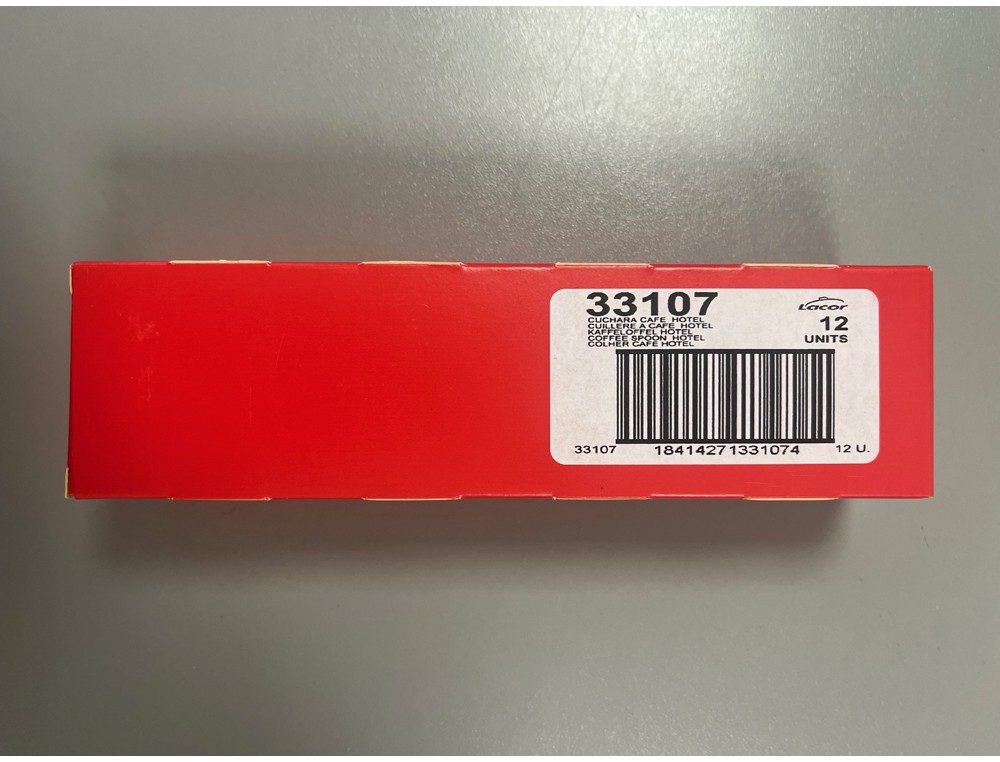 33107
Lacor
CUCHARA CAFE HOTEL
CUILLERE A CAFE HOTEL
KAFFELOFFEL HOTEL
COFFEE SPOON HOTEL
COLHER CAFE HOTEL
12
UNITS
33107 18414271331074 12 U.